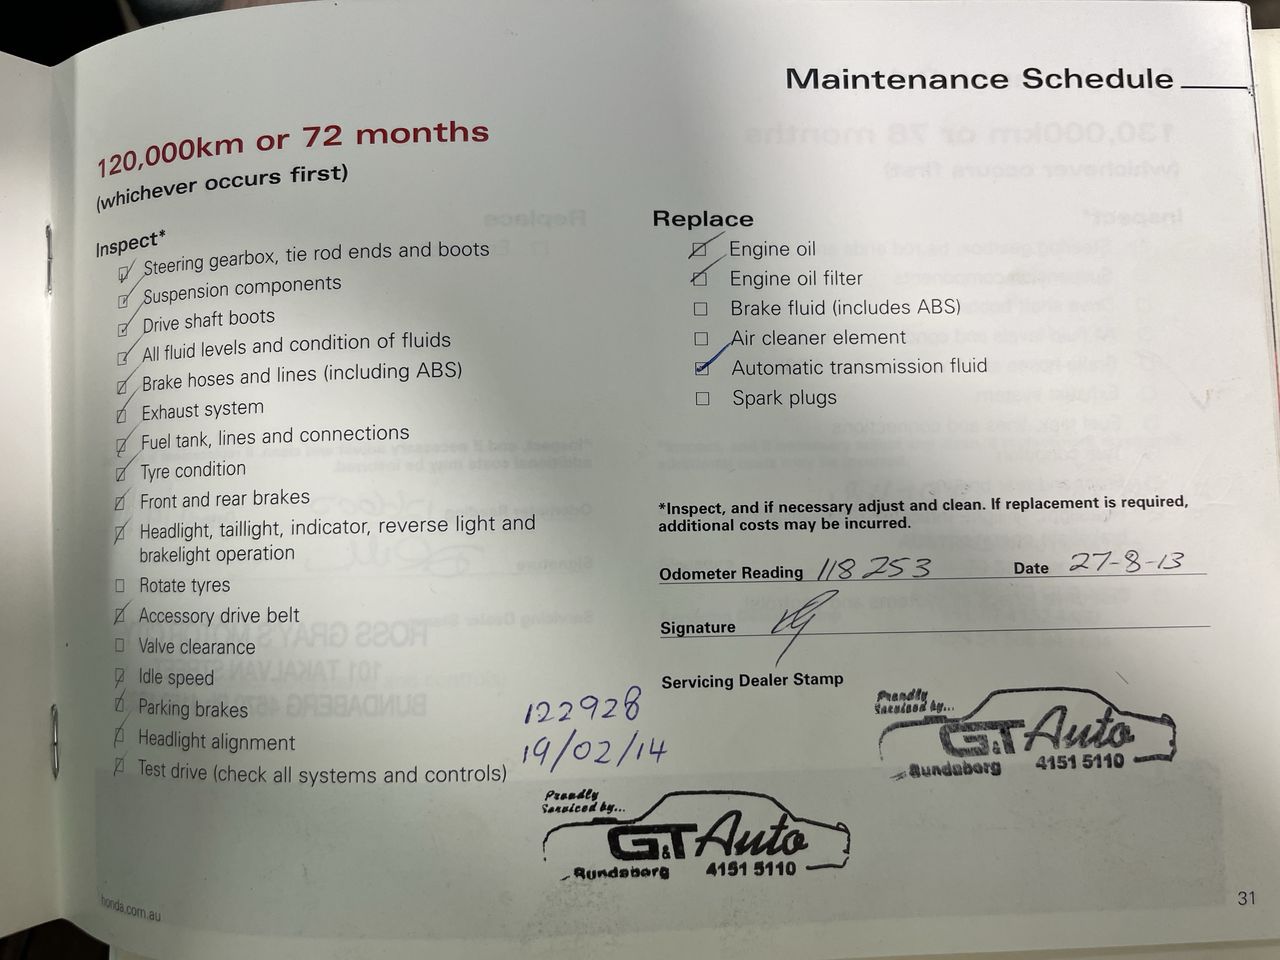 Maintenance Schedule
120,000km or 72 months
(whichever occurs first)
Inspect*
Steering gearbox, tie rod ends and boots
Suspension components
Drive shaft boots
All fluid levels and condition of fluids
Brake hoses and lines (including ABS)
Exhaust system
Fuel tank, lines and connections
Tyre condition
Front and rear brakes
Headlight, taillight, indicator, reverse light and
brakelight operation
Rotate tyres
Accessory drive belt
Valve clearance
Idle speed
Parking brakes
Headlight alignment
Test drive (check all systems and controls)
122928
19/02/14
Proudly
Serviced by...
G&T Auto
Bundaberg 4151 5110
Replace
Engine oil
Engine oil filter
Brake fluid (includes ABS)
Air cleaner element
Automatic transmission fluid
Spark plugs
*Inspect, and if necessary adjust and clean. If replacement is required,
additional costs may be incurred.
Odometer Reading 118 253 Date 27-8-13
Signature
Servicing Dealer Stamp
Proudly
Serviced by...
G&T Auto
Bundaberg 4151 5110
honda.com.au
31